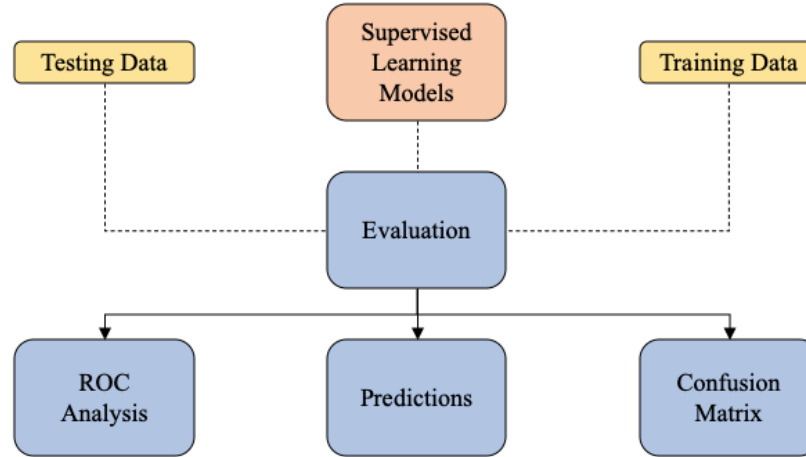 Supervised
Learning
Models
Testing Data
Training Data
Evaluation
ROC
Analysis
Predictions
Confusion
Matrix